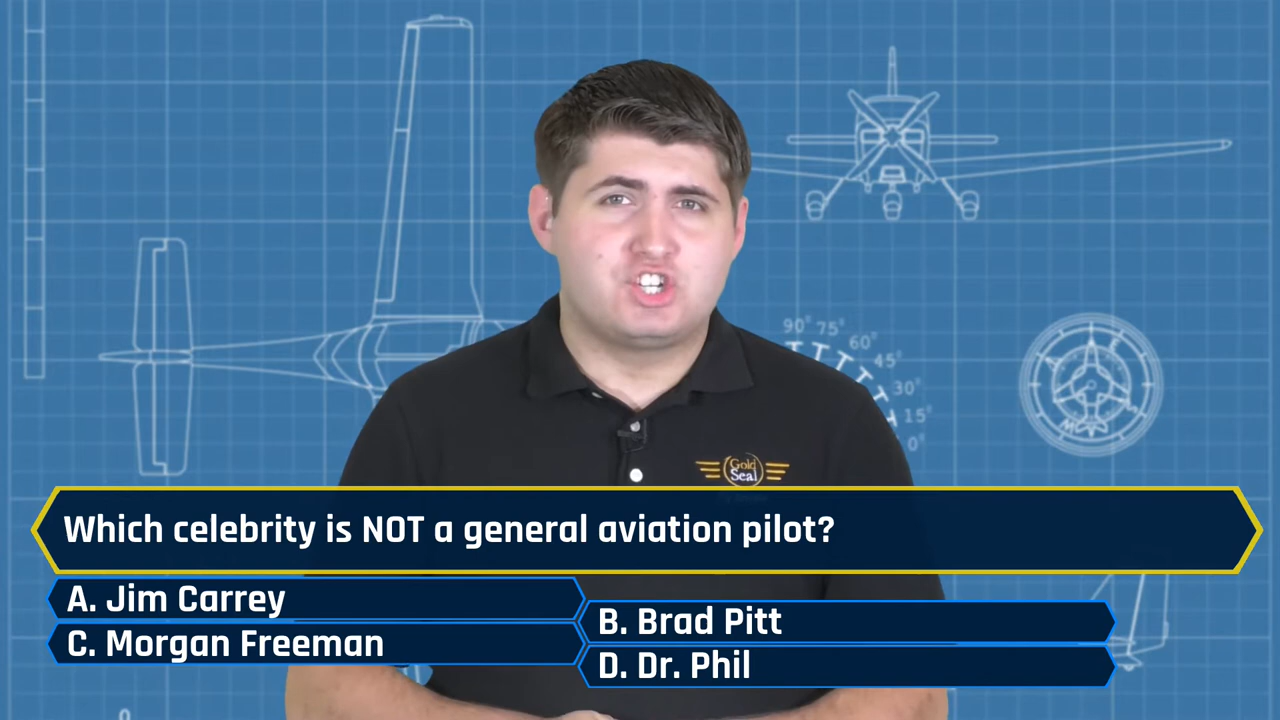 90° 75° 60° 45° 30° 15° 0°
Gold
Seal
Which celebrity is NOT a general aviation pilot?
A. Jim Carrey
B. Brad Pitt
C. Morgan Freeman
D. Dr. Phil